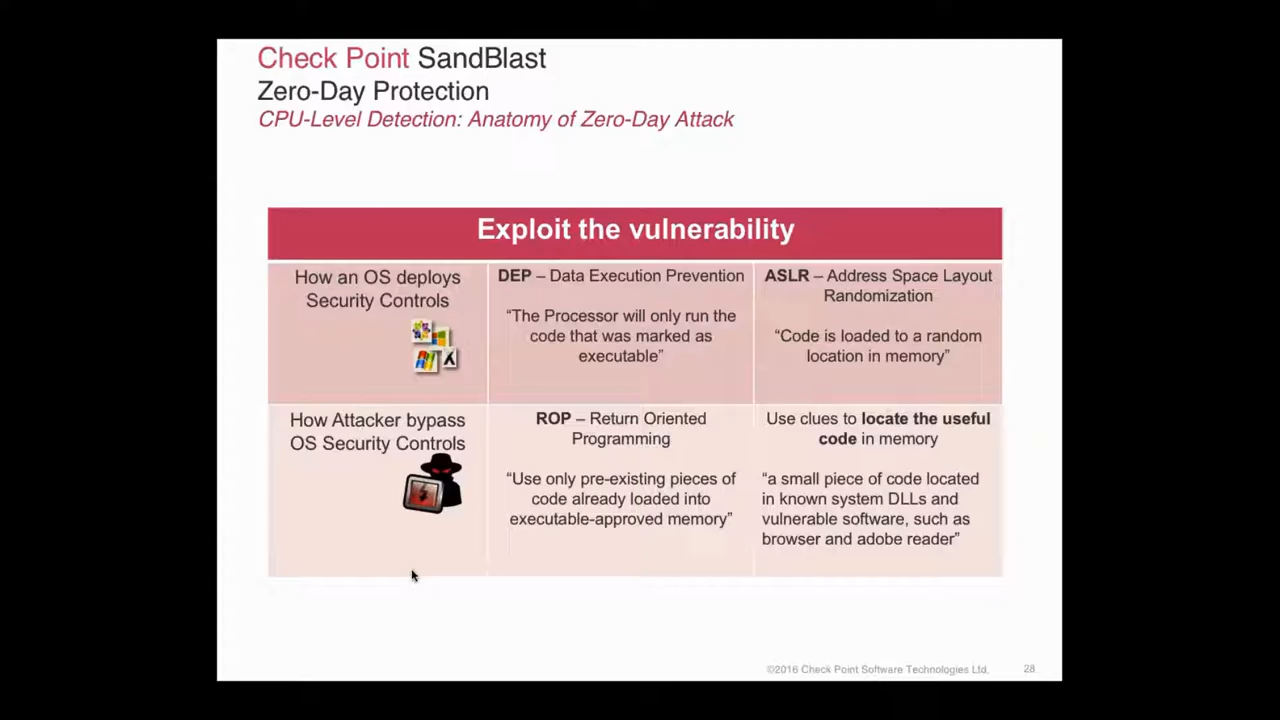 Check Point SandBlast
Zero-Day Protection
CPU-Level Detection: Anatomy of Zero-Day Attack
Exploit the vulnerability
How an OS deploys
Security Controls
DEP – Data Execution Prevention
“The Processor will only run the
code that was marked as
executable”
ASLR – Address Space Layout
Randomization
“Code is loaded to a random
location in memory”
How Attacker bypass
OS Security Controls
ROP – Return Oriented
Programming
“Use only pre-existing pieces of
code already loaded into
executable-approved memory”
Use clues to locate the useful
code in memory
“a small piece of code located
in known system DLLs and
vulnerable software, such as
browser and adobe reader”
©2016 Check Point Software Technologies Ltd.
28